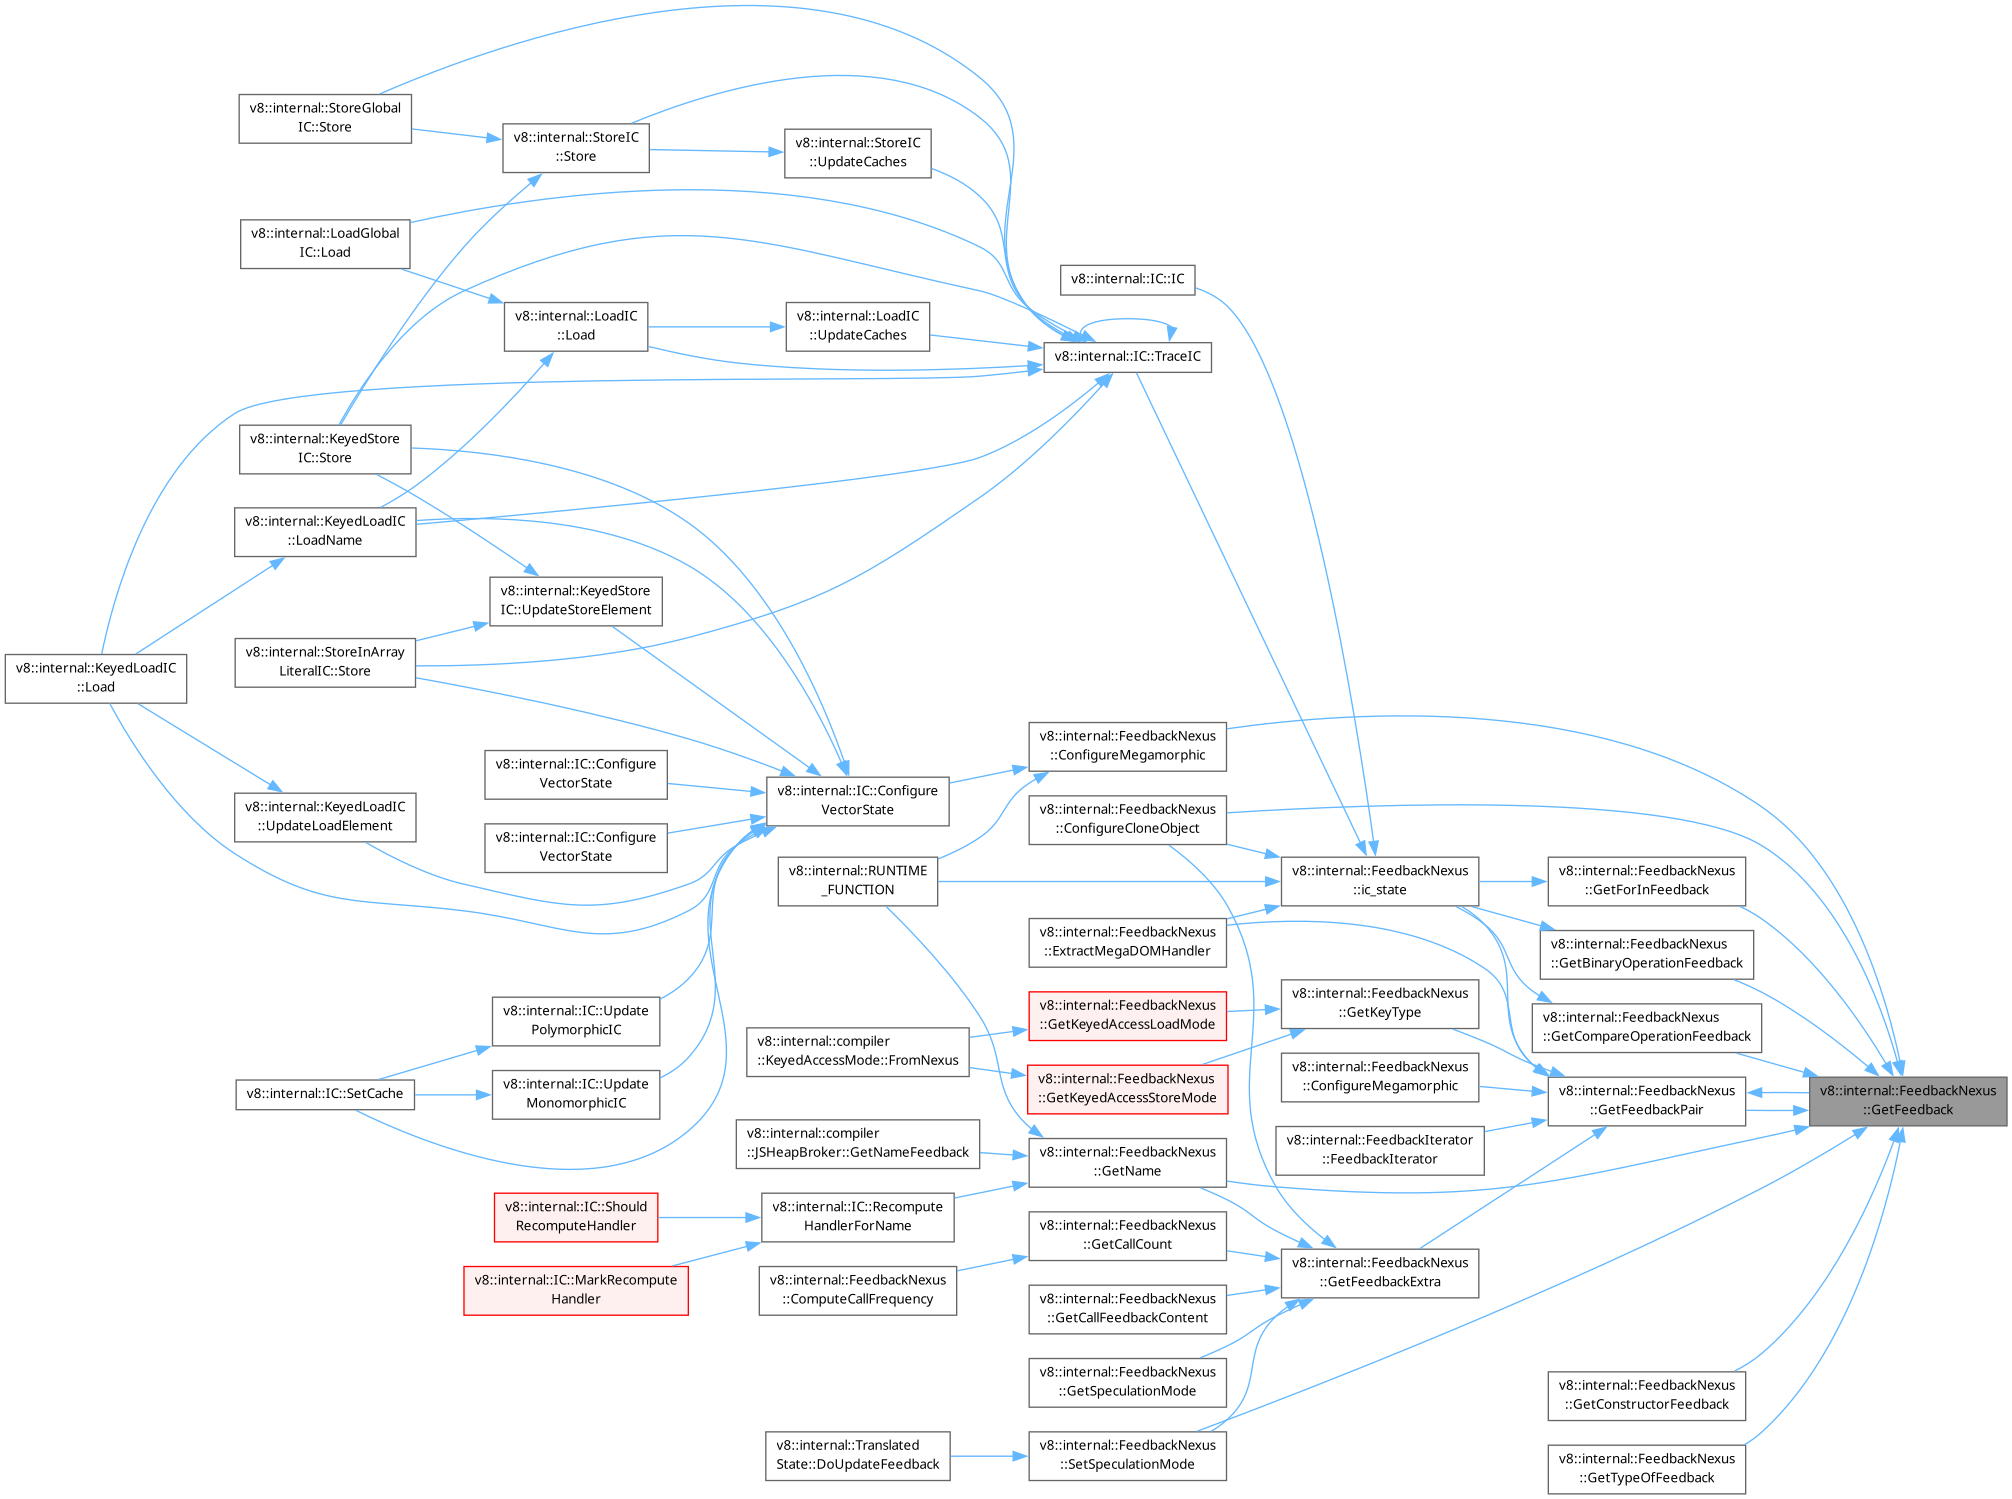 v8::internal::StoreGlobal
IC::Store
v8::internal::StoreIC
::Store
v8::internal::StoreIC
::UpdateCaches
v8::internal::LoadGlobal
IC::Load
v8::internal::IC::IC
v8::internal::LoadIC
::Load
v8::internal::LoadIC
::UpdateCaches
v8::internal::IC::TraceIC
v8::internal::KeyedStore
IC::Store
v8::internal::KeyedLoadIC
::LoadName
v8::internal::KeyedStore
IC::UpdateStoreElement
v8::internal::StoreInArray
LiteralIC::Store
v8::internal::KeyedLoadIC
::Load
v8::internal::FeedbackNexus
::ConfigureMegamorphic
v8::internal::IC::Configure
VectorState
v8::internal::IC::Configure
VectorState
v8::internal::KeyedLoadIC
::UpdateLoadElement
v8::internal::FeedbackNexus
::ConfigureCloneObject
v8::internal::IC::Configure
VectorState
v8::internal::RUNTIME
_FUNCTION
v8::internal::FeedbackNexus
::ic_state
v8::internal::FeedbackNexus
::GetForInFeedback
v8::internal::FeedbackNexus
::ExtractMegaDOMHandler
v8::internal::FeedbackNexus
::GetBinaryOperationFeedback
v8::internal::IC::Update
PolymorphicIC
v8::internal::FeedbackNexus
::GetKeyedAccessLoadMode
v8::internal::FeedbackNexus
::GetKeyType
v8::internal::FeedbackNexus
::GetCompareOperationFeedback
v8::internal::compiler
::KeyedAccessMode::FromNexus
v8::internal::FeedbackNexus
::GetKeyedAccessStoreMode
v8::internal::FeedbackNexus
::ConfigureMegamorphic
v8::internal::IC::SetCache
v8::internal::IC::Update
MonomorphicIC
v8::internal::FeedbackNexus
::GetFeedbackPair
v8::internal::FeedbackNexus
::GetFeedback
v8::internal::compiler
::JSHeapBroker::GetNameFeedback
v8::internal::FeedbackNexus
::GetName
v8::internal::FeedbackIterator
::FeedbackIterator
v8::internal::IC::Should
RecomputeHandler
v8::internal::IC::Recompute
HandlerForName
v8::internal::FeedbackNexus
::GetCallCount
v8::internal::FeedbackNexus
::GetFeedbackExtra
v8::internal::IC::MarkRecompute
Handler
v8::internal::FeedbackNexus
::ComputeCallFrequency
v8::internal::FeedbackNexus
::GetCallFeedbackContent
v8::internal::FeedbackNexus
::GetSpeculationMode
v8::internal::FeedbackNexus
::GetConstructorFeedback
v8::internal::Translated
State::DoUpdateFeedback
v8::internal::FeedbackNexus
::SetSpeculationMode
v8::internal::FeedbackNexus
::GetTypeOfFeedback